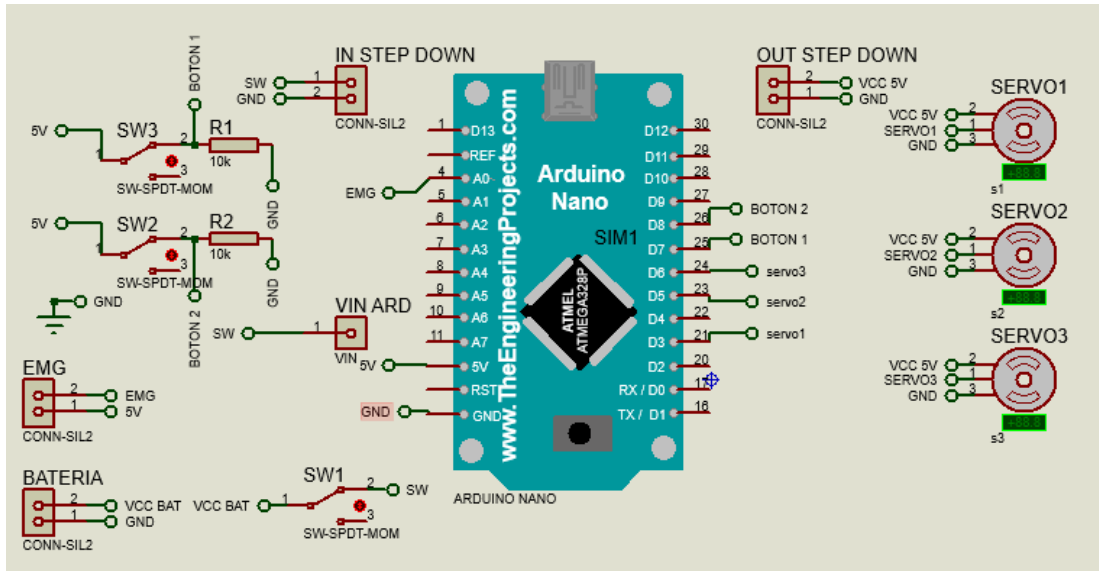 IN STEP DOWN
SW
1
GND
2
CONN-SIL2
OUT STEP DOWN
2
VCC 5V
1
GND
CONN-SIL2
BOTON 1
5V
SW3
1
2
3
SW-SPDT-MOM
R1
10k
GND
5V
SW2
1
2
3
SW-SPDT-MOM
R2
10k
GND
BOTON 2
GND
VIN ARD
SW
1
VIN
EMG
2
EMG
1
5V
CONN-SIL2
BATERIA
2
VCC BAT
1
GND
CONN-SIL2
SW1
VCC BAT
1
2
SW
3
SW-SPDT-MOM
EMG
5V
GND
1
D13
REF
4
A0
5
A1
6
A2
7
A3
8
A4
9
A5
10
A6
11
A7
5V
RST
GND
www.TheEngineeringProjects.com
Arduino
Nano
SIM1
ATMEL
ATMEGA328P
D12
30
D11
29
D10
28
D9
27
D8
26
BOTON 2
D7
25
BOTON 1
D6
24
servo3
D5
23
servo2
D4
22
D3
21
servo1
D2
20
RX / D0
17
TX / D1
16
ARDUINO NANO
SERVO1
VCC 5V
2
SERVO1
1
GND
3
s1
SERVO2
VCC 5V
2
SERVO2
1
GND
3
s2
SERVO3
VCC 5V
2
SERVO3
1
GND
3
s3